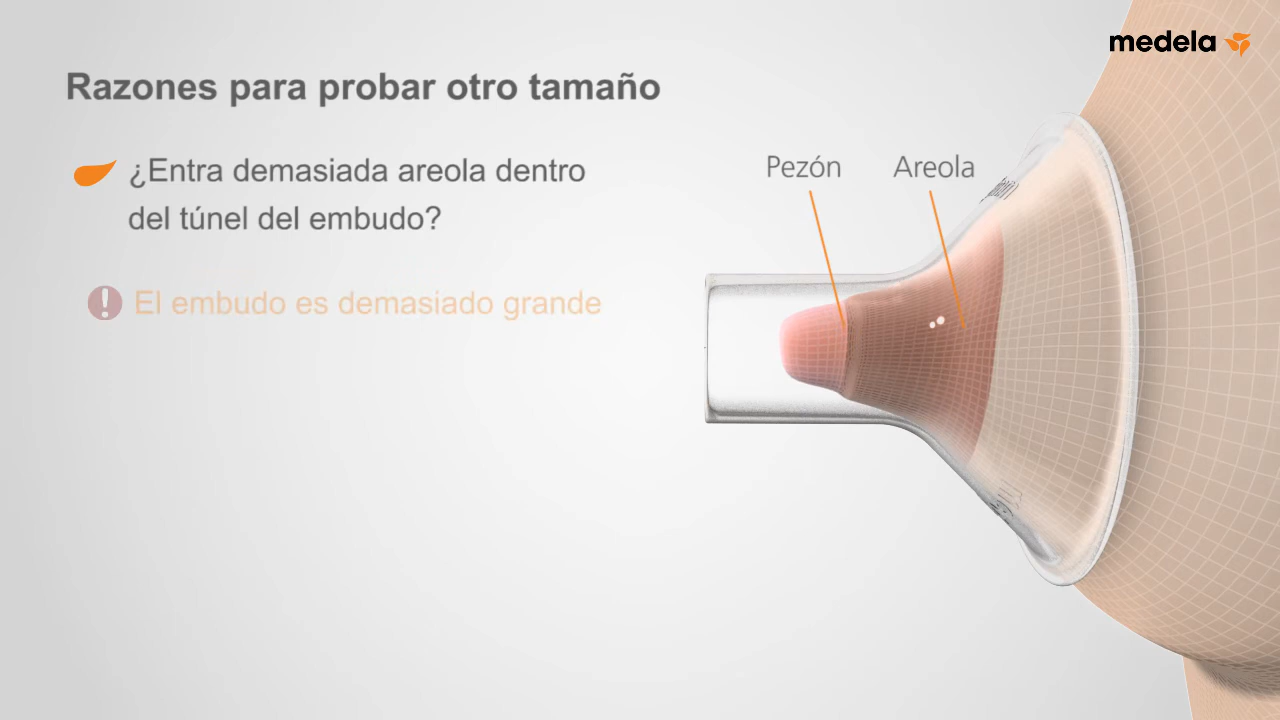 medela
Razones para probar otro tamaño
¿Entra demasiada areola dentro
del túnel del embudo?
El embudo es demasiado grande
Pezón
Areola